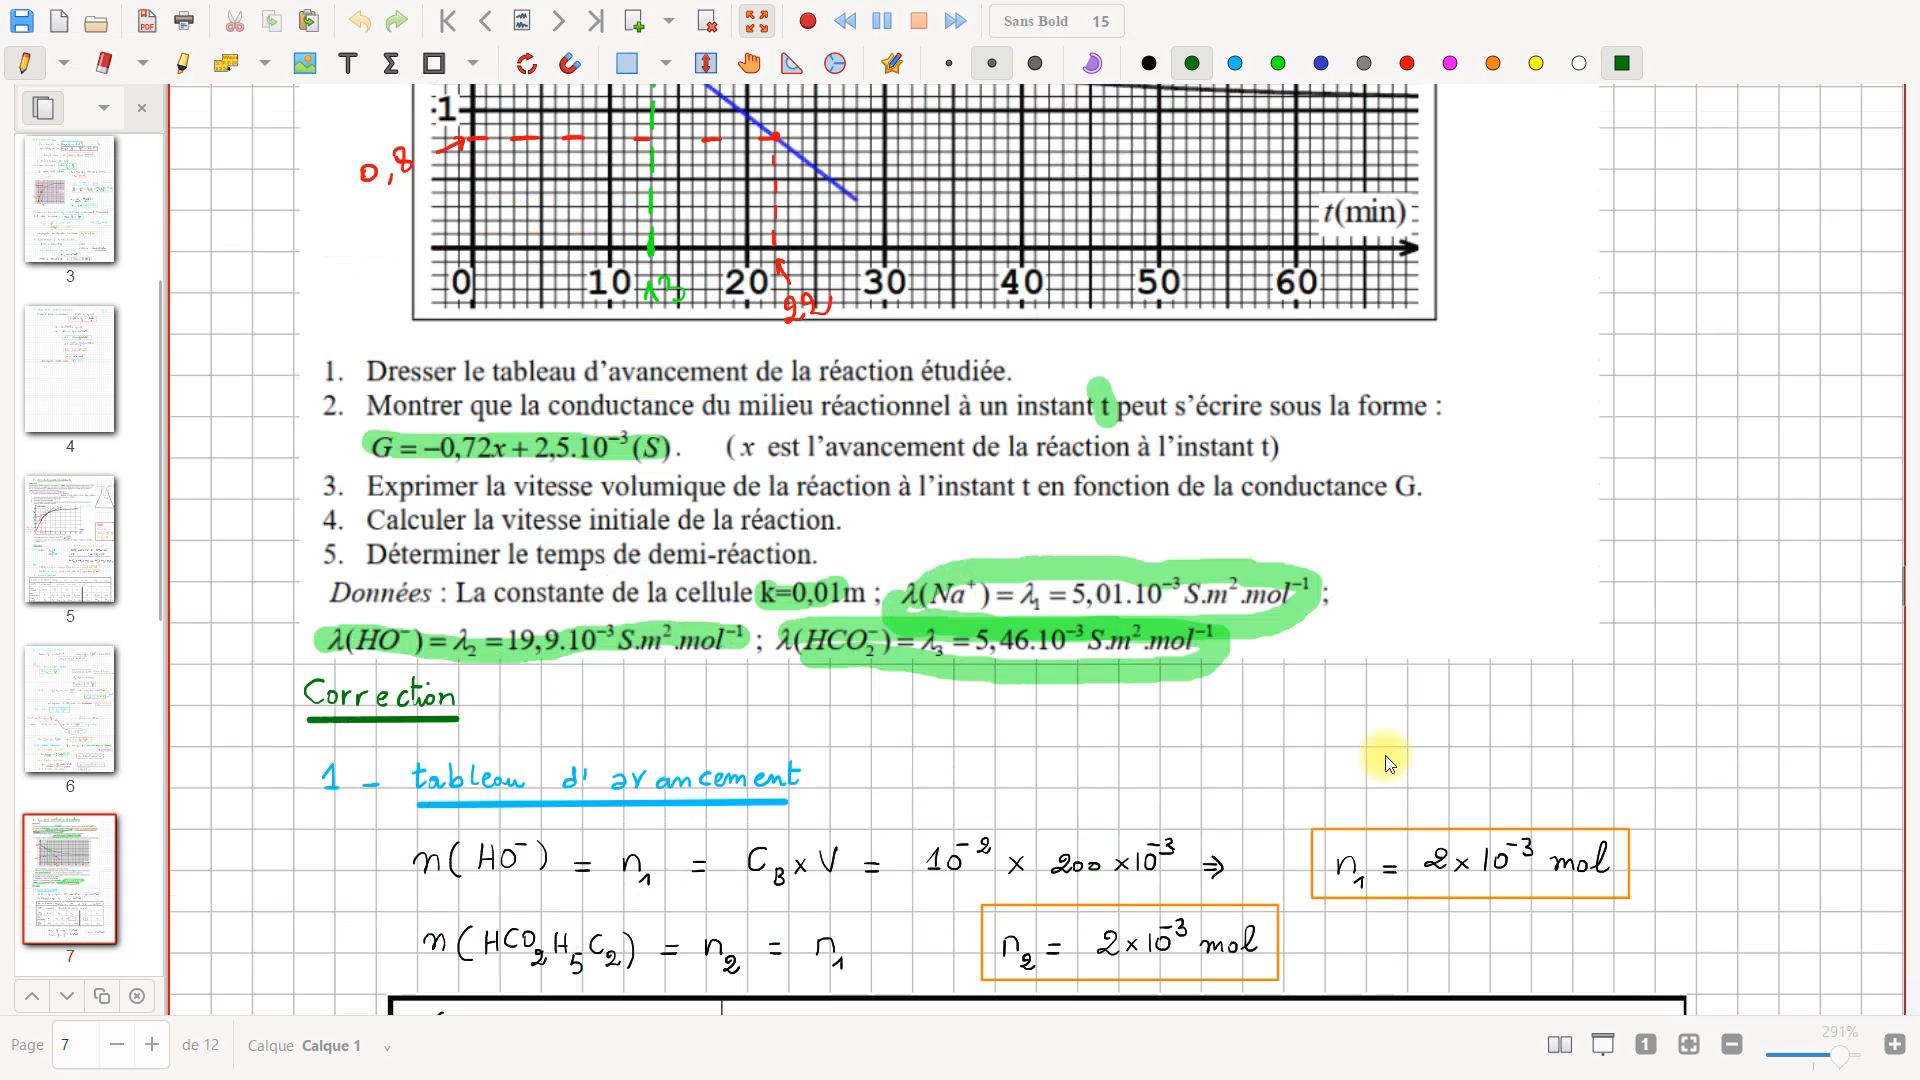 Sans Bold 15
1
0,8
t(min)
0 10 20 30 40 50 60
13
22
1. Dresser le tableau d'avancement de la réaction étudiée.
2. Montrer que la conductance du milieu réactionnel à un instant t peut s'écrire sous la forme :
G = −0,72x + 2,5.10⁻³ (S). ( x est l'avancement de la réaction à l'instant t)
3. Exprimer la vitesse volumique de la réaction à l'instant t en fonction de la conductance G.
4. Calculer la vitesse initiale de la réaction.
5. Déterminer le temps de demi-réaction.
Données : La constante de la cellule k=0,01m ; λ(Na⁺) = λ₁ = 5,01.10⁻³ S.m².mol⁻¹ ;
λ(HO⁻) = λ₂ = 19,9.10⁻³ S.m².mol⁻¹ ; λ(HCO₂⁻) = λ₃ = 5,46.10⁻³ S.m².mol⁻¹
Correction
1 - tableau d'avancement
n(HO⁻) = n₁ = C_B × V = 10⁻² × 200 × 10⁻³ ⇒ n₁ = 2 × 10⁻³ mol
n(HCO₂H₅C₂) = n₂ = n₁ n₂ = 2 × 10⁻³ mol
3
4
5
6
7
Page 7 de 12 Calque Calque 1
291%